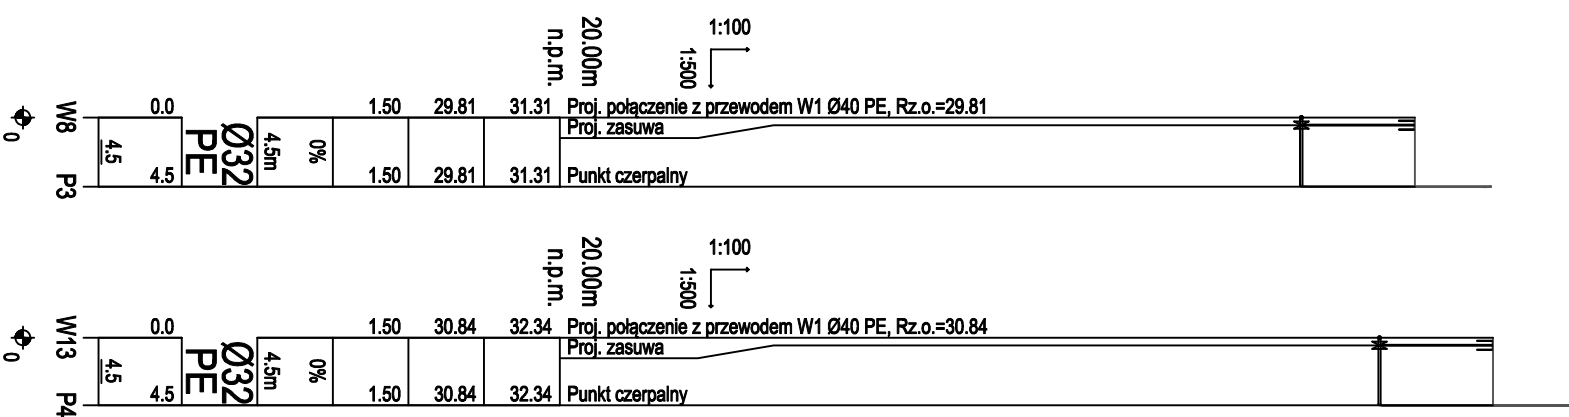 1:100
1:500
20.00m
n.p.m.
W8 0.0 1.50 29.81 31.31 Proj. połączenie z przewodem W1 Ø40 PE, Rz.o.=29.81
Proj. zasuwa
0
4.5
Ø32
PE
4.5m
0%
P3 4.5 1.50 29.81 31.31 Punkt czerpalny
1:100
1:500
20.00m
n.p.m.
W13 0.0 1.50 30.84 32.34 Proj. połączenie z przewodem W1 Ø40 PE, Rz.o.=30.84
Proj. zasuwa
0
4.5
Ø32
PE
4.5m
0%
P4 4.5 1.50 30.84 32.34 Punkt czerpalny